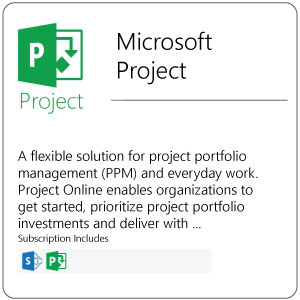 Microsoft
Project
P
Project
A flexible solution for project portfolio
management (PPM) and everyday work.
Project Online enables organizations to
get started, prioritize project portfolio
investments and deliver with ...
Subscription Includes
S P